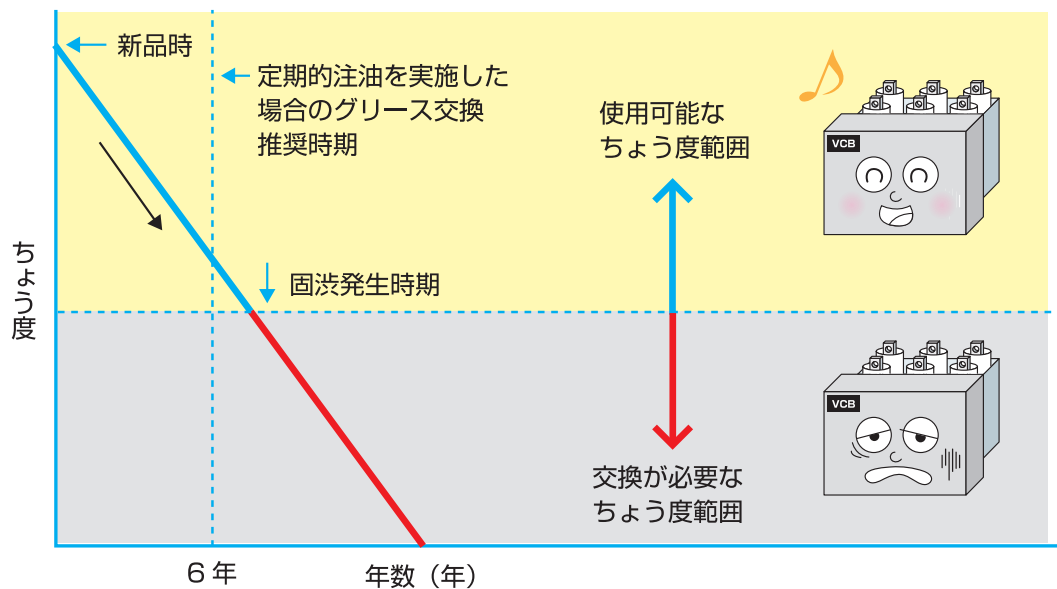 新品時
定期的注油を実施した
場合のグリース交換
推奨時期
使用可能な
ちょう度範囲
VCB
ちょう度
固渋発生時期
VCB
交換が必要な
ちょう度範囲
6年
年数（年）